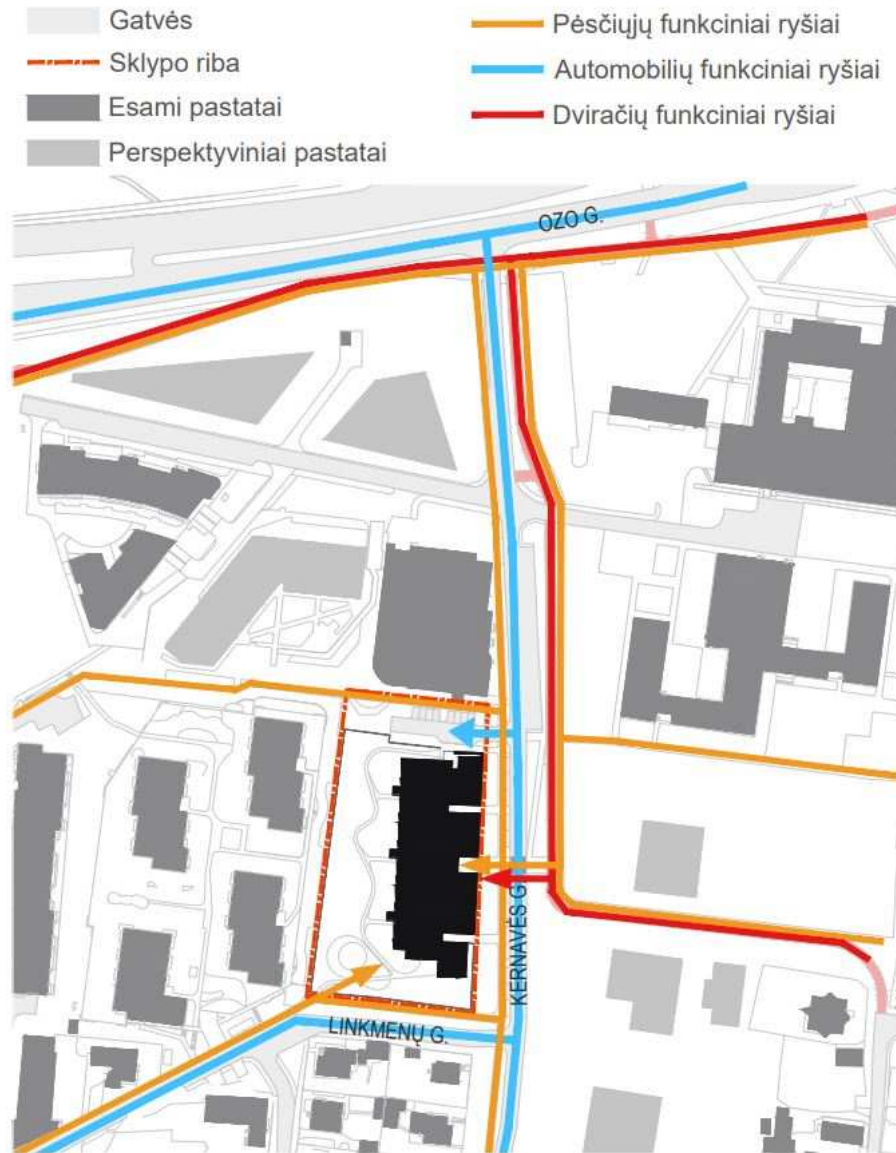 Gatvės
Sklypo riba
Esami pastatai
Perspektyviniai pastatai
Pėsčiųjų funkciniai ryšiai
Automobilių funkciniai ryšiai
Dviračių funkciniai ryšiai
OZO G.
KERNAVĖS G.
LINKMENŲ G.